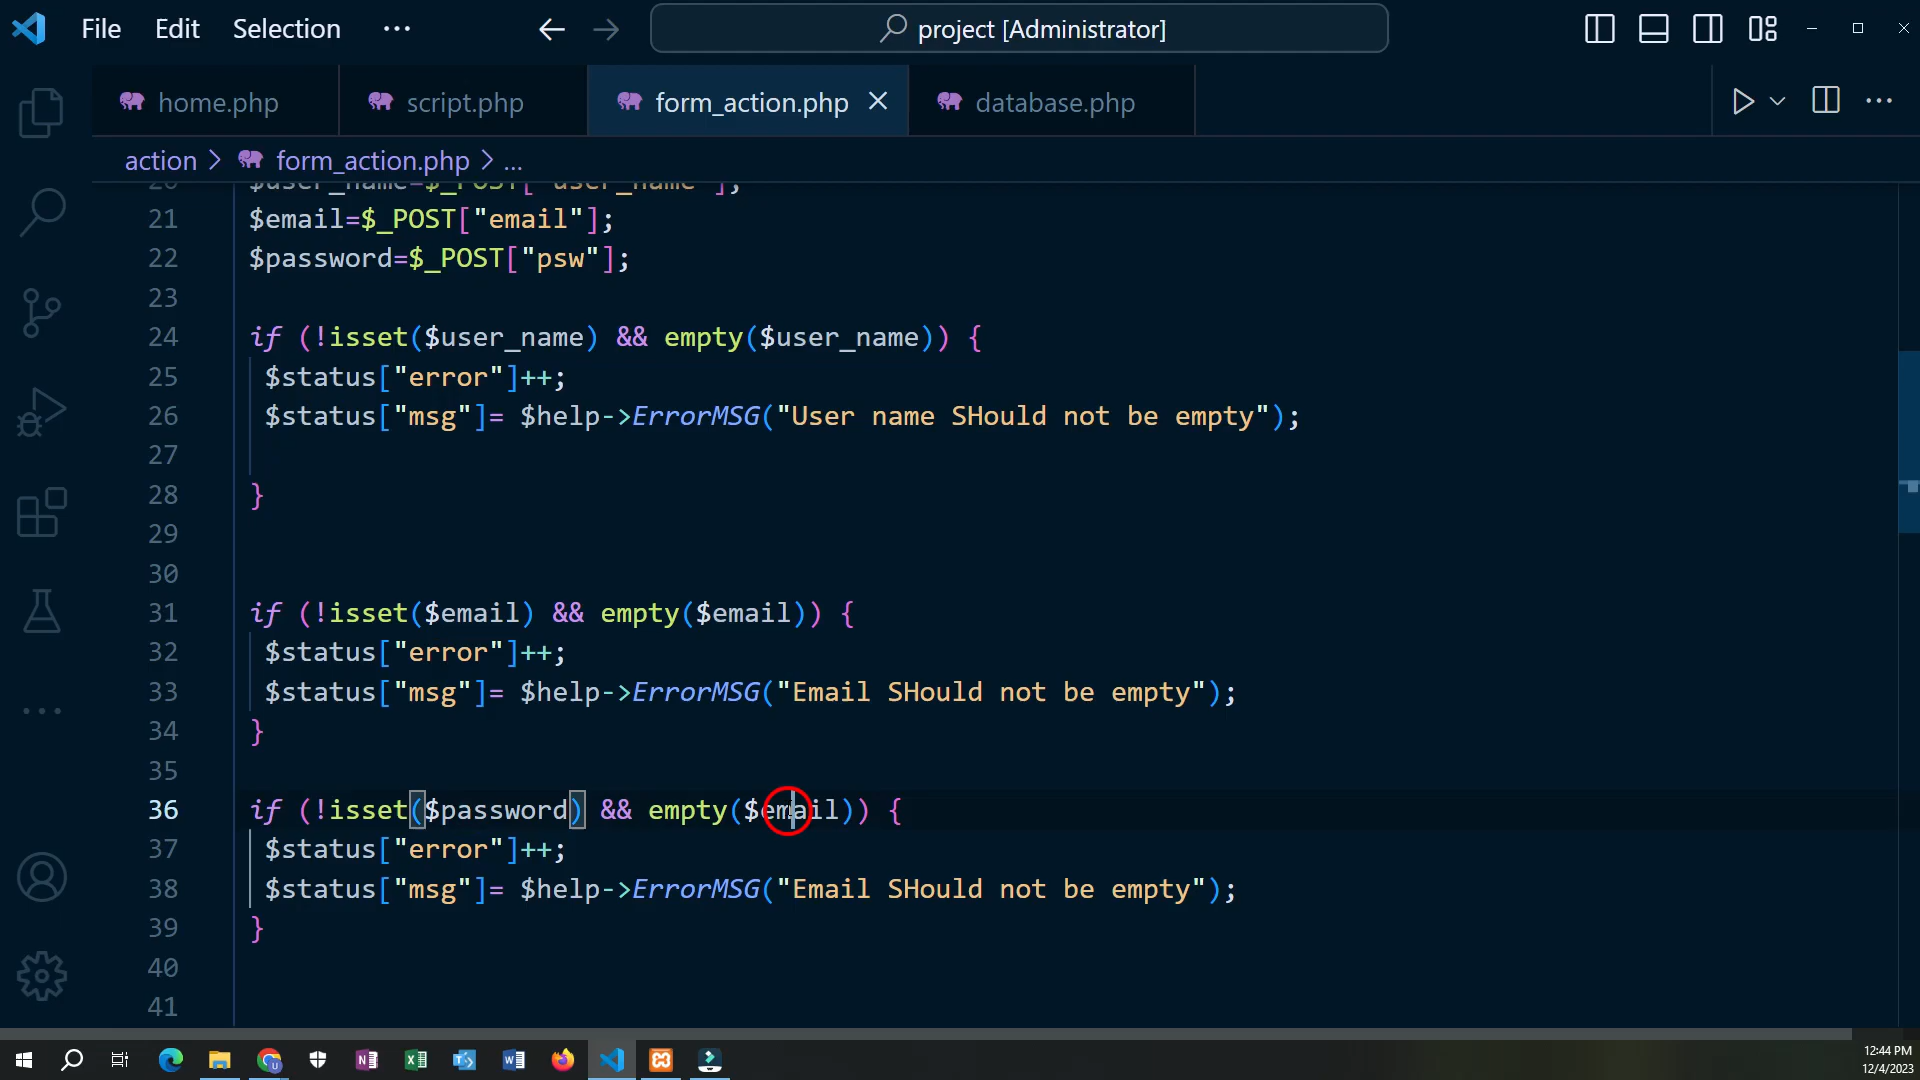 File Edit Selection ... project [Administrator]
home.php script.php form_action.php database.php
action > form_action.php > ...
20 $user_name=$_POST["user_name"];
21 $email=$_POST["email"];
22 $password=$_POST["psw"];
23
24 if (!isset($user_name) && empty($user_name)) {
25 $status["error"]++;
26 $status["msg"]= $help->ErrorMSG("User name SHould not be empty");
27
28 }
29
30
31 if (!isset($email) && empty($email)) {
32 $status["error"]++;
33 $status["msg"]= $help->ErrorMSG("Email SHould not be empty");
34 }
35
36 if (!isset($password) && empty($email)) {
37 $status["error"]++;
38 $status["msg"]= $help->ErrorMSG("Email SHould not be empty");
39 }
40
41
12:44 PM
12/4/2023